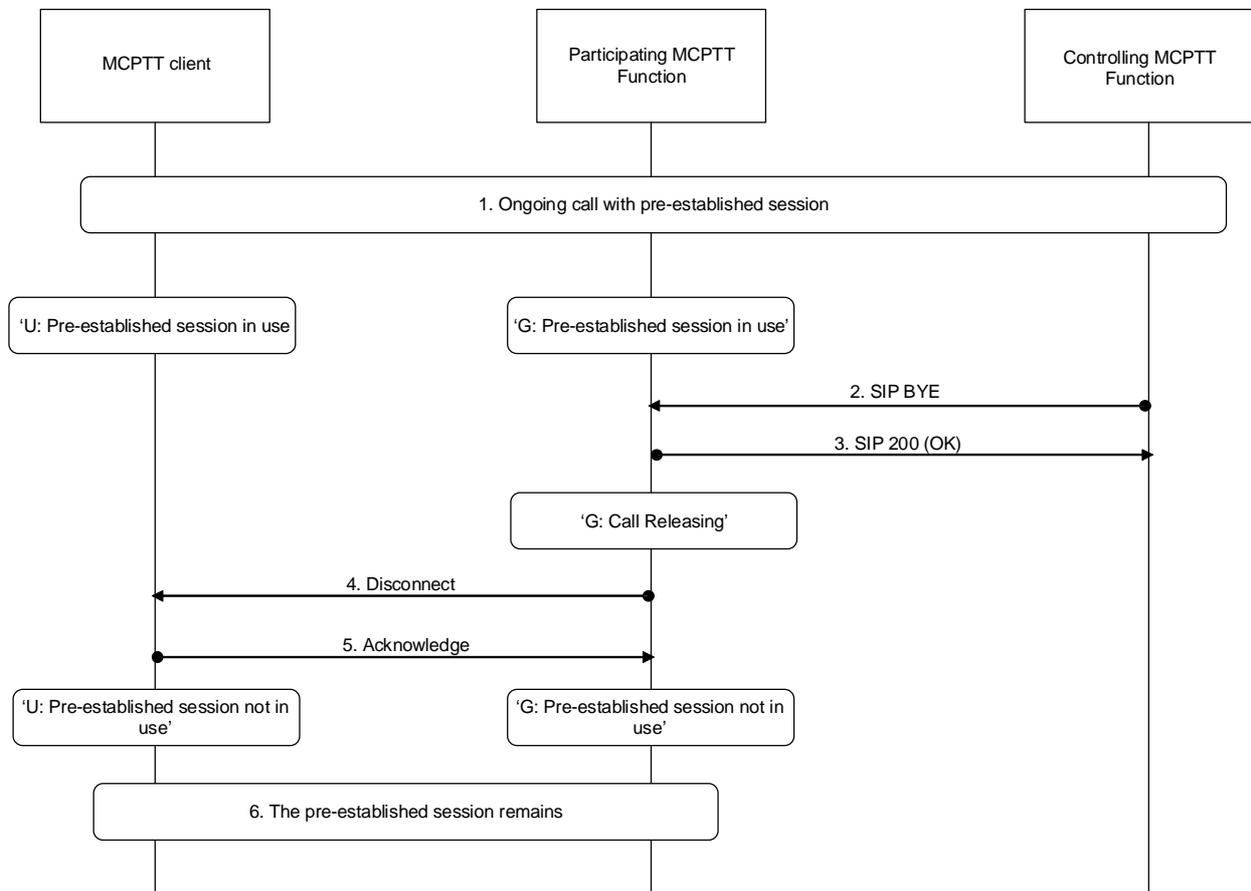 MCPTT client
Participating MCPTT
Function
Controlling MCPTT
Function
1. Ongoing call with pre-established session
‘U: Pre-established session in use
‘G: Pre-established session in use’
2. SIP BYE
3. SIP 200 (OK)
‘G: Call Releasing’
4. Disconnect
5. Acknowledge
‘U: Pre-established session not in
use’
‘G: Pre-established session not in
use’
6. The pre-established session remains